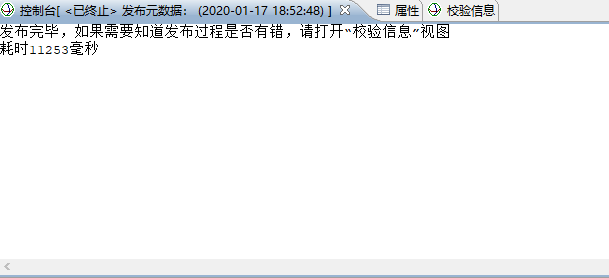 控制台[ <已终止> 发布元数据： (2020-01-17 18:52:48) ] 属性 校验信息
发布完毕，如果需要知道发布过程是否有错，请打开“校验信息”视图
耗时11253毫秒